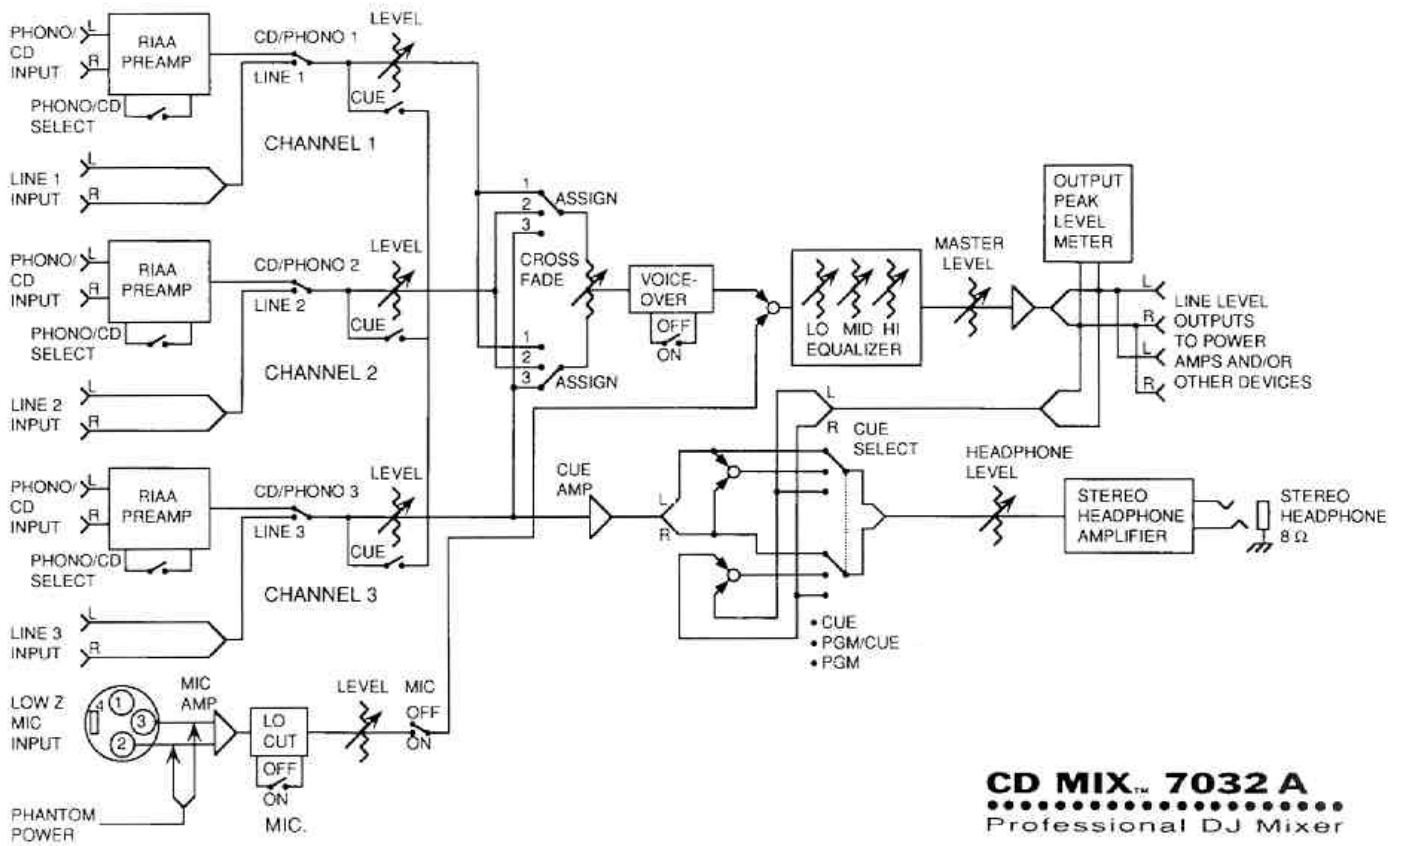 PHONO/
CD
INPUT
L
R
RIAA
PREAMP
PHONO/CD
SELECT
CD/PHONO 1
LINE 1
LEVEL
CUE
CHANNEL 1
LINE 1
INPUT
L
R
PHONO/
CD
INPUT
L
R
RIAA
PREAMP
PHONO/CD
SELECT
CD/PHONO 2
LINE 2
LEVEL
CUE
CHANNEL 2
LINE 2
INPUT
L
R
PHONO/
CD
INPUT
L
R
RIAA
PREAMP
PHONO/CD
SELECT
CD/PHONO 3
LINE 3
LEVEL
CUE
CHANNEL 3
LINE 3
INPUT
L
R
LOW Z
MIC
INPUT
1
2
3
4
MIC
AMP
LO
CUT
OFF
ON
MIC.
LEVEL
MIC
OFF
ON
PHANTOM
POWER
1
2
3
ASSIGN
CROSS
FADE
1
2
3
ASSIGN
VOICE-
OVER
OFF
ON
LO MID HI
EQUALIZER
MASTER
LEVEL
OUTPUT
PEAK
LEVEL
METER
L
R
L
R
LINE LEVEL
OUTPUTS
TO POWER
AMPS AND/OR
OTHER DEVICES
CUE
AMP
L
R
L
R
CUE
SELECT
• CUE
• PGM/CUE
• PGM
HEADPHONE
LEVEL
STEREO
HEADPHONE
AMPLIFIER
STEREO
HEADPHONE
8 Ω
CD MIX™ 7032 A
Professional DJ Mixer